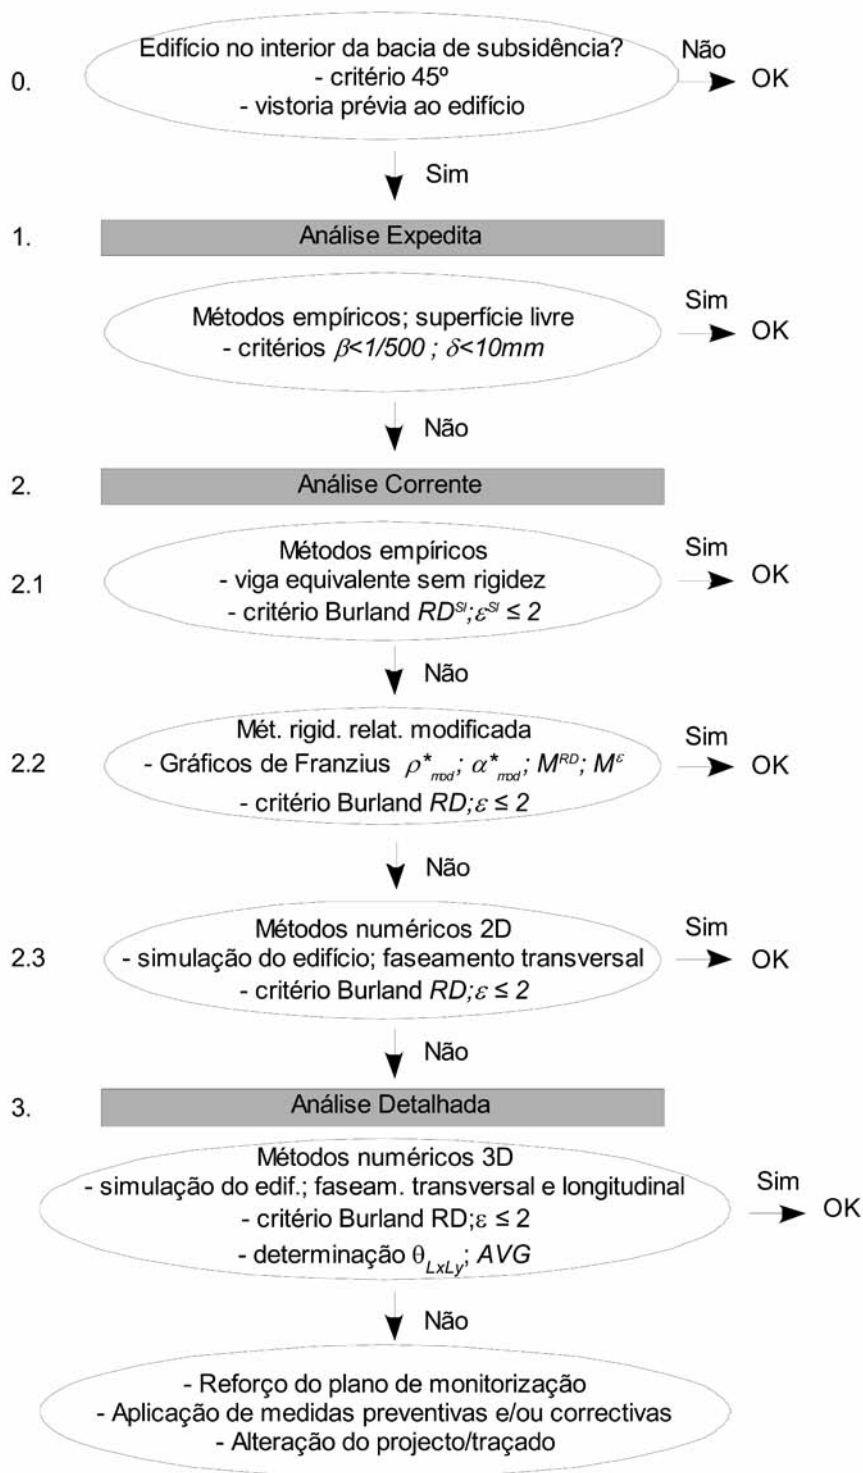 Edifício no interior da bacia de subsidência?
Não
0.
- critério 45º
OK
- vistoria prévia ao edifício
Sim
1.
Análise Expedita
Sim
Métodos empíricos; superfície livre
OK
- critérios β<1/500 ; δ<10mm
Não
2.
Análise Corrente
Sim
Métodos empíricos
2.1
- viga equivalente sem rigidez
OK
- critério Burland RD^SI;ε^SI ≤ 2
Não
Mét. rigid. relat. modificada
Sim
2.2
- Gráficos de Franzius ρ*mod; α*mod; M^RD; M^ε
OK
- critério Burland RD;ε ≤ 2
Não
Métodos numéricos 2D
Sim
2.3
- simulação do edifício; faseamento transversal
OK
- critério Burland RD;ε ≤ 2
Não
3.
Análise Detalhada
Métodos numéricos 3D
Sim
- simulação do edif.; faseam. transversal e longitudinal
OK
- critério Burland RD;ε ≤ 2
- determinação θLxLy; AVG
Não
- Reforço do plano de monitorização
- Aplicação de medidas preventivas e/ou correctivas
- Alteração do projecto/traçado